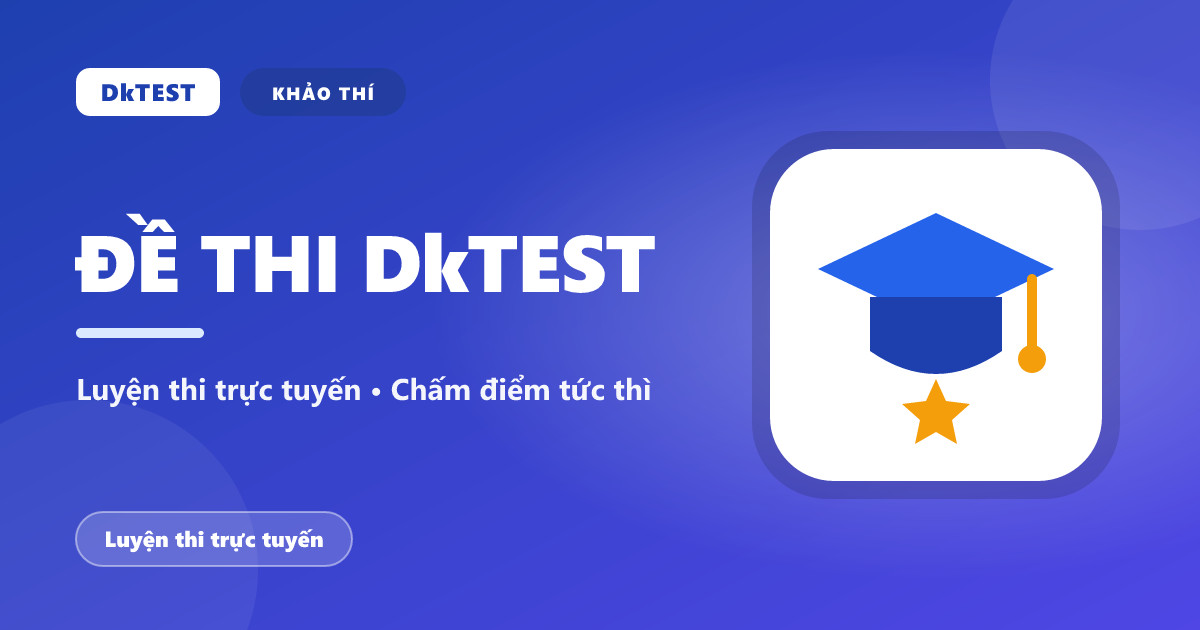 DkTEST
KHẢO THÍ
ĐỀ THI DkTEST
Luyện thi trực tuyến • Chấm điểm tức thì
Luyện thi trực tuyến